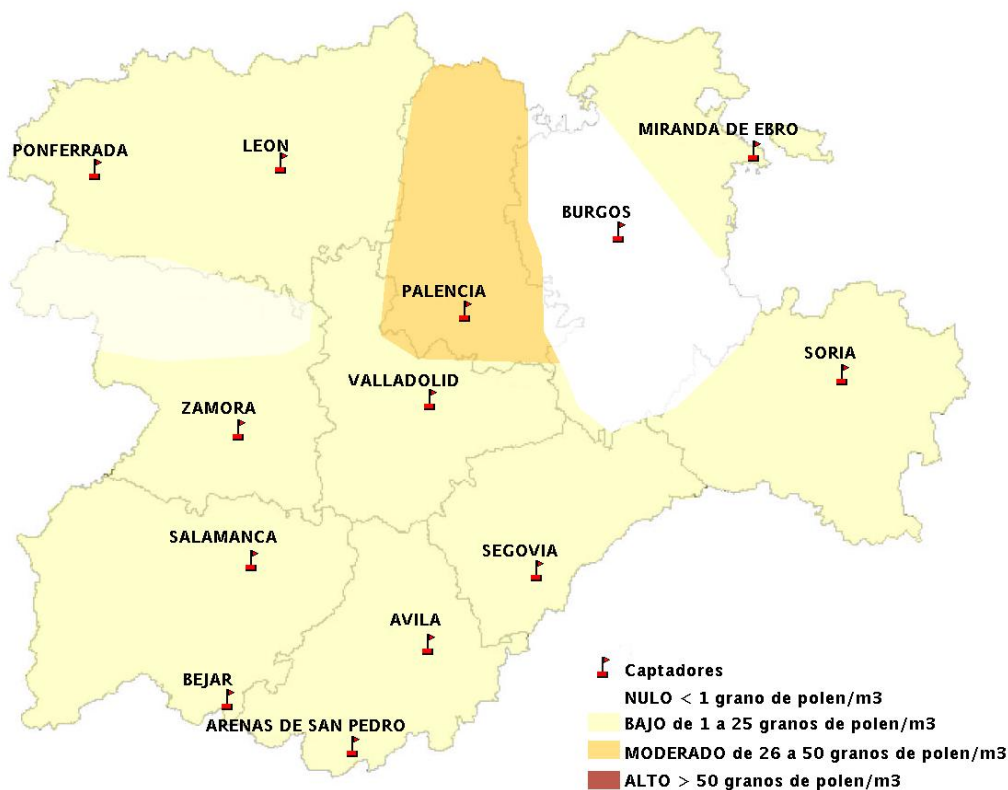 MIRANDA DE EBRO
LEON
PONFERRADA
BURGOS
PALENCIA
SORIA
VALLADOLID
ZAMORA
SALAMANCA
SEGOVIA
AVILA
BEJAR
ARENAS DE SAN PEDRO
Captadores
NULO < 1 grano de polen/m3
BAJO de 1 a 25 granos de polen/m3
MODERADO de 26 a 50 granos de polen/m3
ALTO > 50 granos de polen/m3